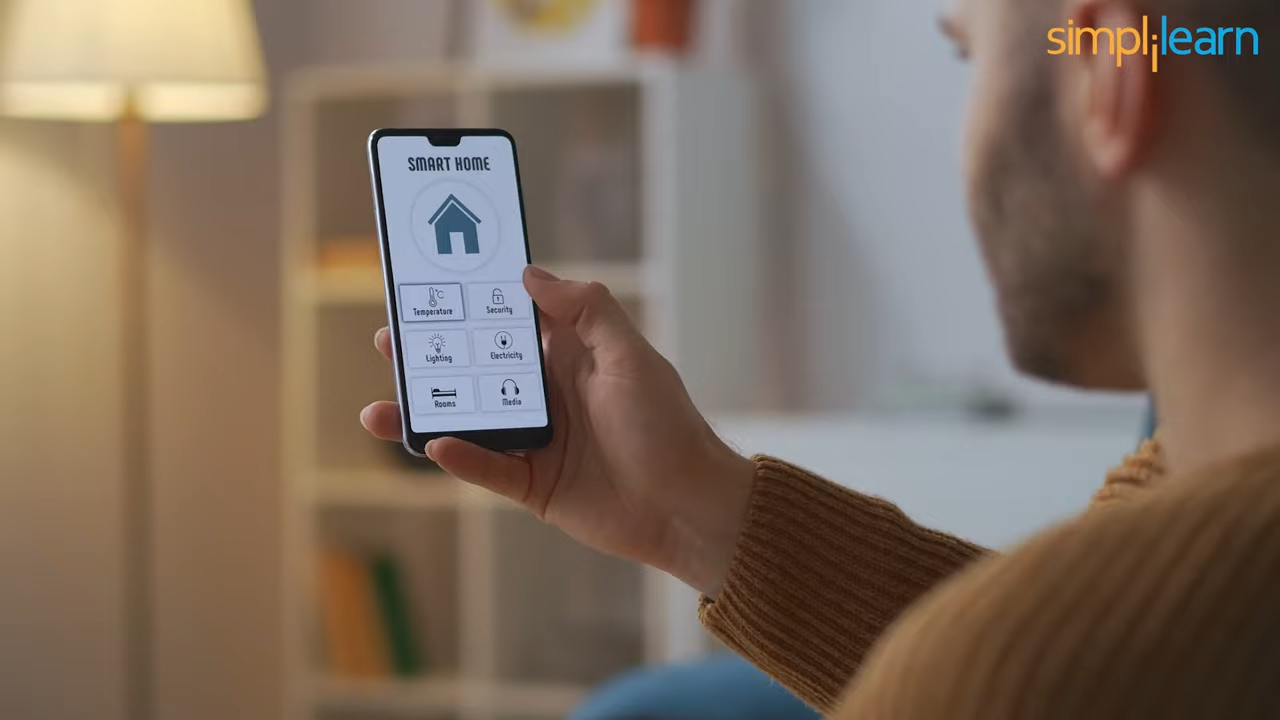 simplilearn
SMART HOME
°C
Temperature
Security
Lighting
Electricity
Rooms
Media